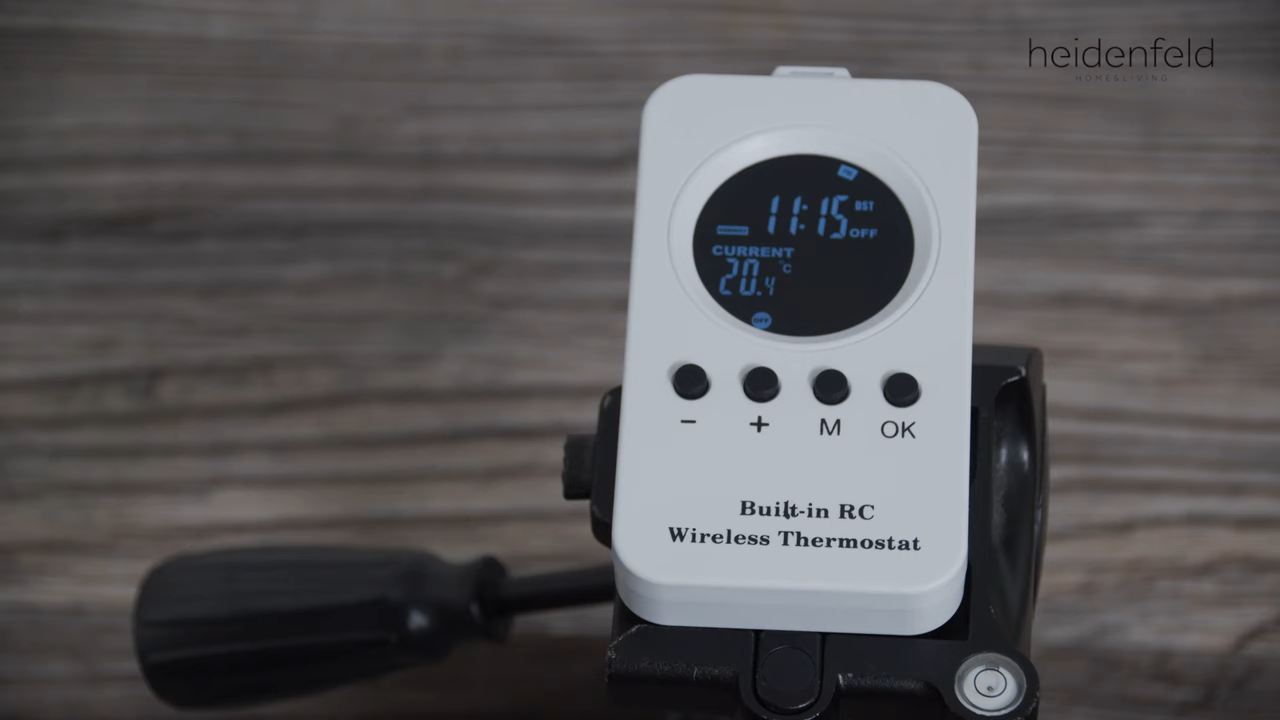 heidenfeld
HOME&LIVING
11:15 BST
OFF
CURRENT
20.4 °C
OFF
- + M OK
Built-in RC
Wireless Thermostat